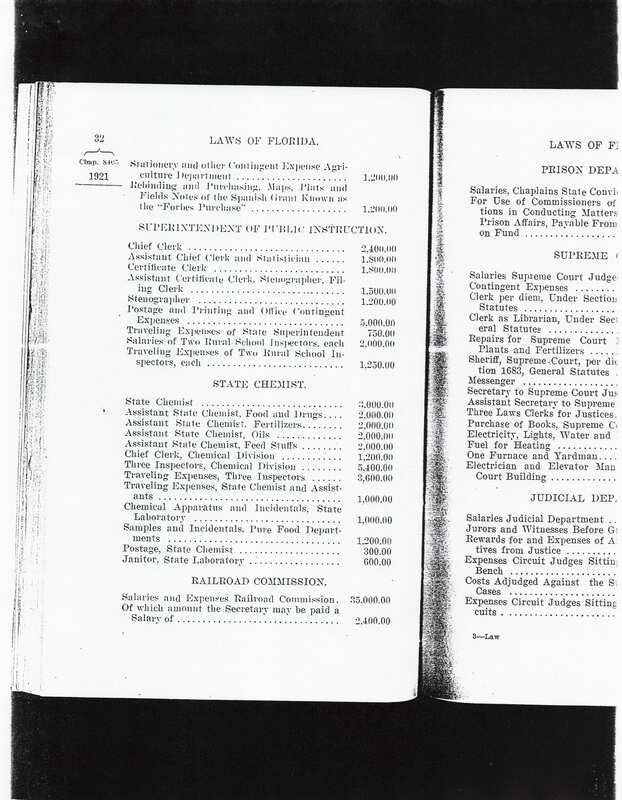 32
LAWS OF FLORIDA.
Chap. 8465
1921
Stationery and other Contingent Expense Agri-
culture Department ..................... 1,200.00
Rebinding and Purchasing, Maps, Plats and
Fields Notes of the Spanish Grant Known as
the "Forbes Purchase" .................. 1,200.00
SUPERINTENDENT OF PUBLIC INSTRUCTION.
Chief Clerk ............................. 2,400.00
Assistant Chief Clerk and Statistician ...... 1,800.00
Certificate Clerk ......................... 1,800.00
Assistant Certificate Clerk, Stenographer, Fil-
ing Clerk .............................. 1,500.00
Stenographer ........................... 1,200.00
Postage and Printing and Office Contingent
Expenses ............................. 5,000.00
Traveling Expenses of State Superintendent 750.00
Salaries of Two Rural School Inspectors, each 2,000.00
Traveling Expenses of Two Rural School In-
spectors, each .......................... 1,250.00
STATE CHEMIST.
State Chemist ........................... 3,000.00
Assistant State Chemist, Food and Drugs.... 2,000.00
Assistant State Chemist, Fertilizers........ 2,000.00
Assistant State Chemist, Oils ............. 2,000.00
Assistant State Chemist, Feed Stuffs ........ 2,000.00
Chief Clerk, Chemical Division ............ 1,200.00
Three Inspectors, Chemical Division ........ 5,400.00
Traveling Expenses, Three Inspectors ...... 3,600.00
Traveling Expenses, State Chemist and Assist-
ants ................................... 1,000.00
Chemical Apparatus and Incidentals, State
Laboratory ............................ 1,000.00
Samples and Incidentals, Pure Food Depart-
ments ................................. 1,200.00
Postage, State Chemist ................... 300.00
Janitor, State Laboratory ................. 600.00
RAILROAD COMMISSION.
Salaries and Expenses Railroad Commission. 35,000.00
Of which amount the Secretary may be paid a
Salary of ............................... 2,400.00
LAWS OF F
PRISON DEPA
Salaries, Chaplains State Convi
For Use of Commissioners of
tions in Conducting Matters
Prison Affairs, Payable From
on Fund ..................
SUPREME
Salaries Supreme Court Judge
Contingent Expenses ........
Clerk per diem, Under Section
Statutes ..................
Clerk as Librarian, Under Sec
eral Statutes ..............
Repairs for Supreme Court
Plants and Fertilizers .....
Sheriff, Supreme Court, per die
tion 1683, General Statutes .
Messenger ..................
Secretary to Supreme Court Jus
Assistant Secretary to Supreme
Three Laws Clerks for Justices.
Purchase of Books, Supreme C
Electricity, Lights, Water and
Fuel for Heating ...........
One Furnace and Yardman....
Electrician and Elevator Man
Court Building .............
JUDICIAL DEP
Salaries Judicial Department ..
Jurors and Witnesses Before G
Rewards for and Expenses of A
tives from Justice .........
Expenses Circuit Judges Sitting
Bench ....................
Costs Adjudged Against the S
Cases ...................
Expenses Circuit Judges Sitting
cuits .....................
3—Law